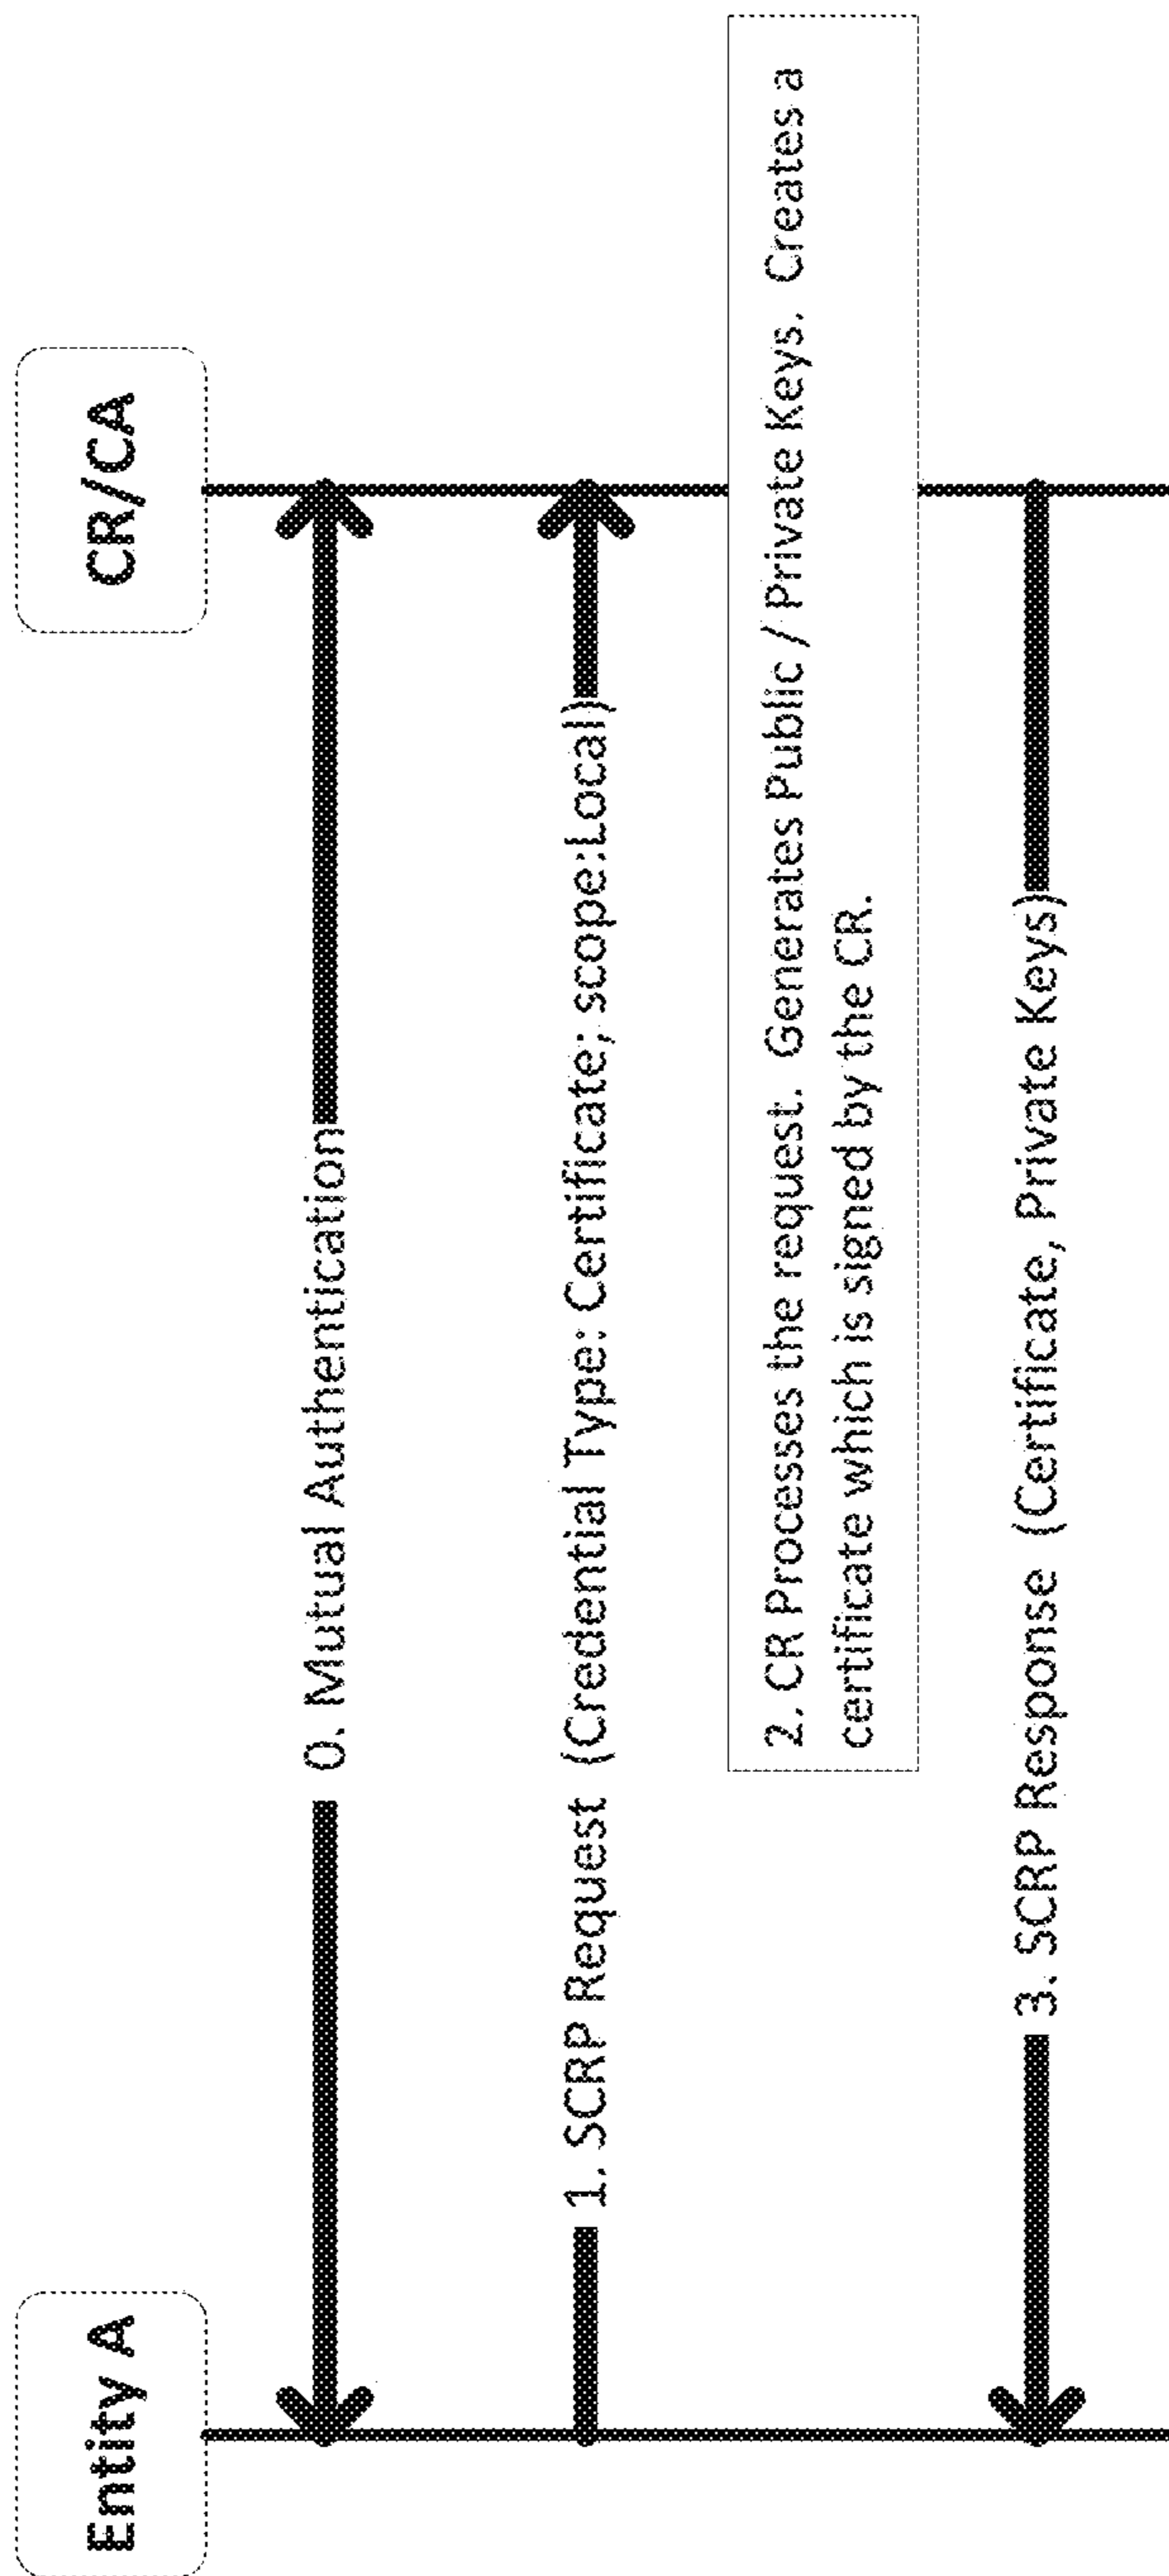 Entity A
CR/CA
0. Mutual Authentication
1. SCRP Request (Credential Type: Certificate; scope:Local)
2. CR Processes the request. Generates Public / Private Keys. Creates a
certificate which is signed by the CR.
3. SCRP Response (Certificate, Private Keys)